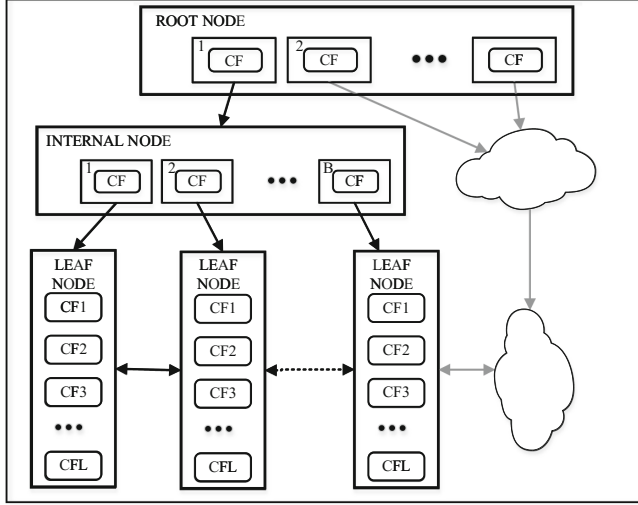 ROOT NODE
1 CF 2 CF ••• CF
INTERNAL NODE
1 CF 2 CF ••• B CF
LEAF NODE
CF1
CF2
CF3
•••
CFL
LEAF NODE
CF1
CF2
CF3
•••
CFL
LEAF NODE
CF1
CF2
CF3
•••
CFL